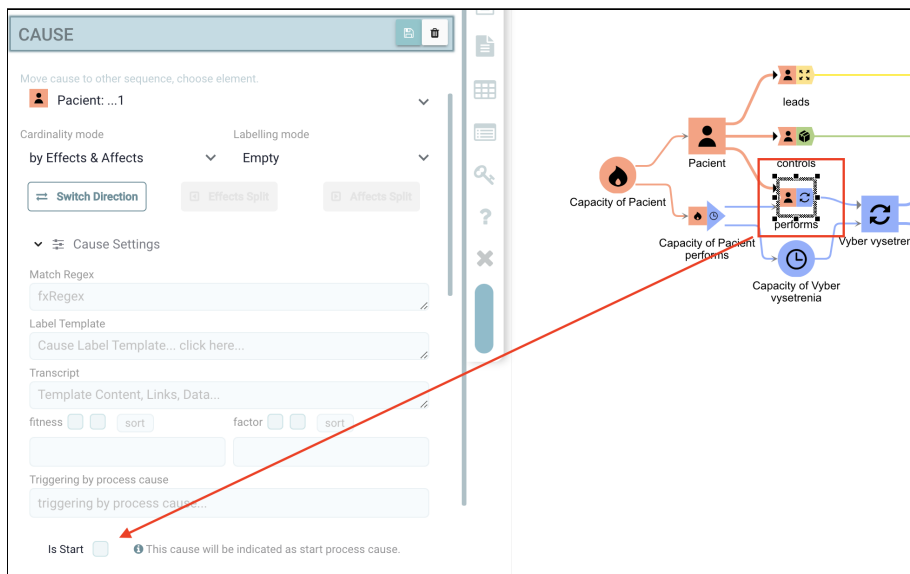 CAUSE
Move cause to other sequence, choose element.
Pacient: ...1
Cardinality mode
Labelling mode
by Effects & Affects
Empty
Switch Direction
Effects Split
Affects Split
Cause Settings
Match Regex
fxRegex
Label Template
Cause Label Template... click here...
Transcript
Template Content, Links, Data...
fitness
sort
factor
sort
Triggering by process cause
triggering by process cause...
Is Start
This cause will be indicated as start process cause.
leads
Pacient
controls
Capacity of Pacient
performs
Capacity of Pacient
performs
Vyber vysetrer
Capacity of Vyber
vysetrenia